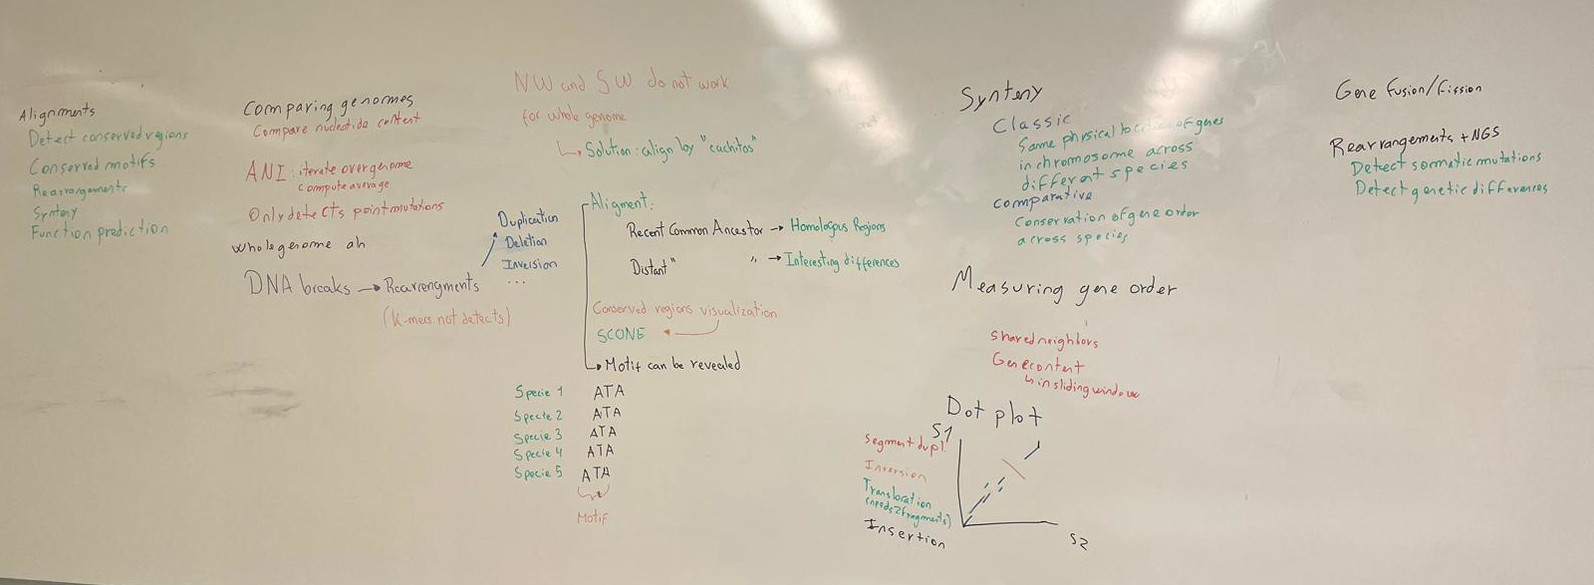 Alignments
Detect conserved regions
Conserved motifs
Rearrangements
Synteny
Function prediction
Comparing genormes
Compare nucleotide content
ANI: iterate over genome
compute average
Only detects point mutations
Whole genome ah
DNA breaks → Rearrengments
(K-mers not detects)
Duplication
Deletion
Inversion
...
NW and SW do not work
for whole genome
↳ Solution: align by "cachitos"
Aligment:
Recent Common Ancestor → Homologus Regions
Distant " " → Interesting differences
Conserved regions visualization
SCONE
Motif can be revealed
Specie 1 ATA
Specie 2 ATA
Specie 3 ATA
Specie 4 ATA
Specie 5 ATA
Motif
Synteny
Classic
Same physical location of genes
in chromosome across
different species
comparative
Conservation of gene order
across species
Measuring gene order
shared neighbors
Gene content
↳ in sliding window
Dot plot
S1
Segment dupl.
Inversion
Translocation
(needs 2 fragments)
Insertion
S2
Gene fusion/fission
Rearrangements + NGS
Detect somatic mutations
Detect genetic differences